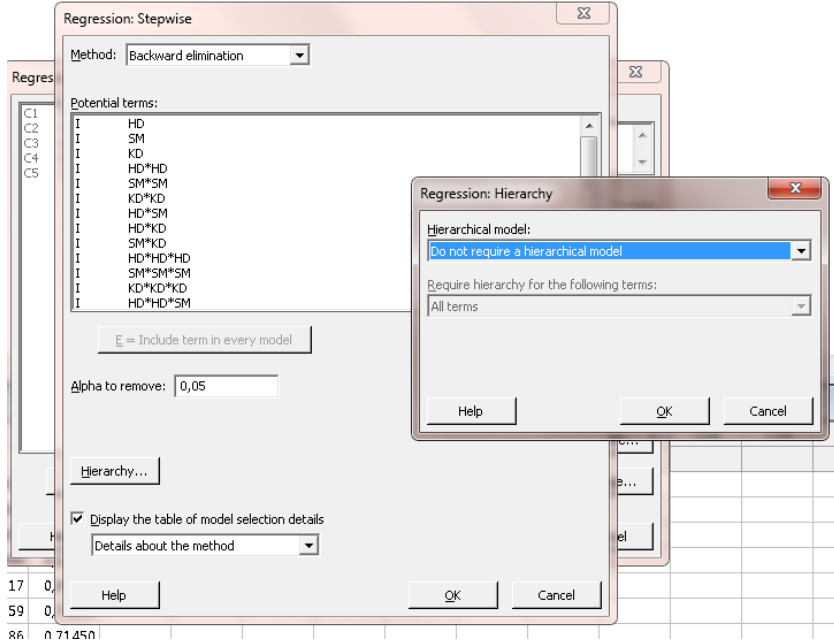 Regression: Stepwise
Method: Backward elimination
Potential terms:
I HD
I SM
I KD
I HD*HD
I SM*SM
I KD*KD
I HD*SM
I HD*KD
I SM*KD
I HD*HD*HD
I SM*SM*SM
I KD*KD*KD
I HD*HD*SM
E = Include term in every model
Alpha to remove: 0,05
Hierarchy...
Display the table of model selection details
Details about the method
Help OK Cancel
Regression: Hierarchy
Hierarchical model:
Do not require a hierarchical model
Require hierarchy for the following terms:
All terms
Help OK Cancel
Regres
C1
C2
C3
C4
C5
e...
el
17 0,
59 0,
86 0,71450